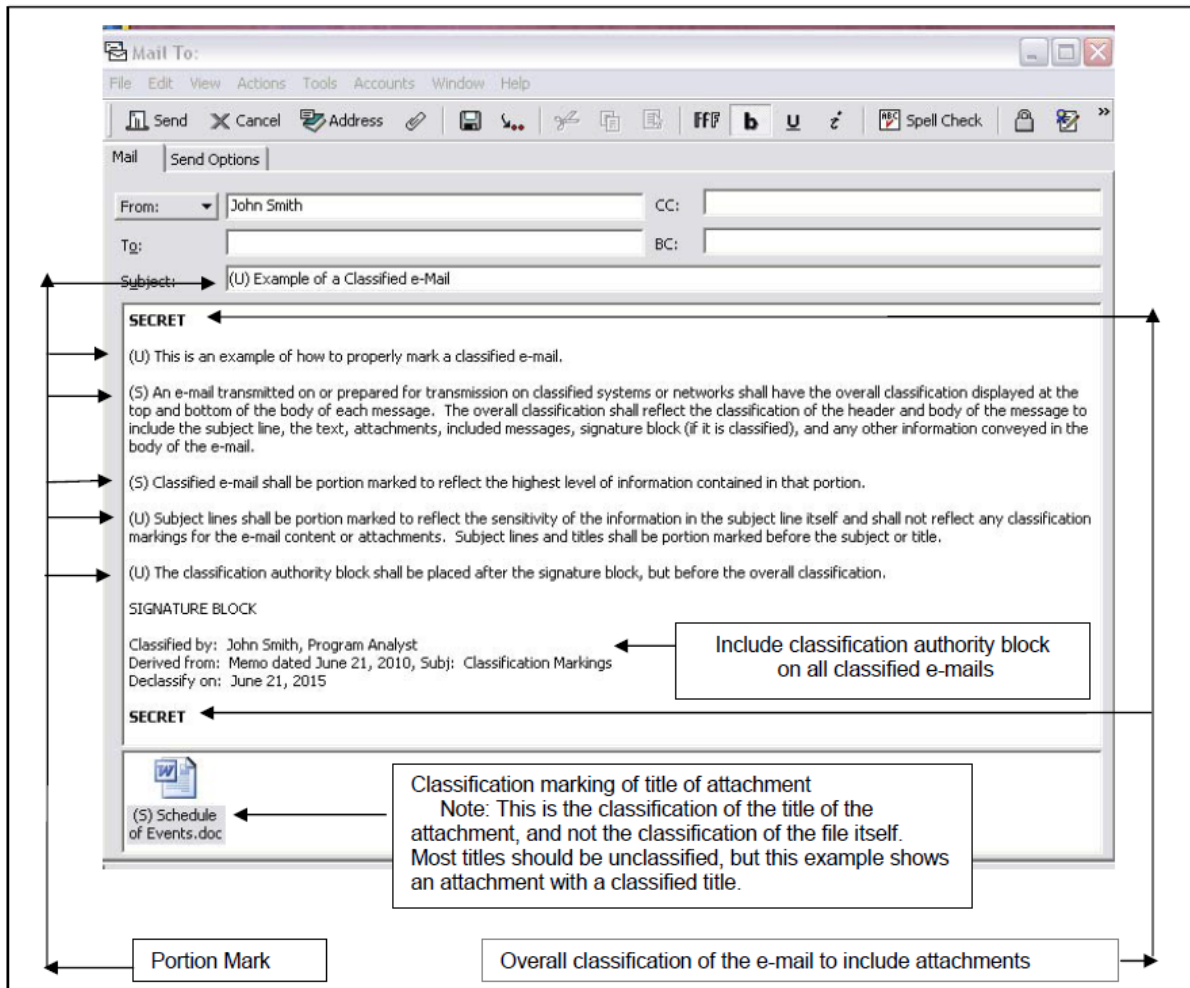 Mail To:
File Edit View Actions Tools Accounts Window Help
Send Cancel Address b u i ABC Spell Check »
Mail Send Options
From: John Smith CC:
To: BC:
Subject: (U) Example of a Classified e-Mail
SECRET
(U) This is an example of how to properly mark a classified e-mail.
(S) An e-mail transmitted on or prepared for transmission on classified systems or networks shall have the overall classification displayed at the
top and bottom of the body of each message. The overall classification shall reflect the classification of the header and body of the message to
include the subject line, the text, attachments, included messages, signature block (if it is classified), and any other information conveyed in the
body of the e-mail.
(S) Classified e-mail shall be portion marked to reflect the highest level of information contained in that portion.
(U) Subject lines shall be portion marked to reflect the sensitivity of the information in the subject line itself and shall not reflect any classification
markings for the e-mail content or attachments. Subject lines and titles shall be portion marked before the subject or title.
(U) The classification authority block shall be placed after the signature block, but before the overall classification.
SIGNATURE BLOCK
Classified by: John Smith, Program Analyst
Derived from: Memo dated June 21, 2010, Subj: Classification Markings
Declassify on: June 21, 2015
Include classification authority block
on all classified e-mails
SECRET
(S) Schedule
of Events.doc
Classification marking of title of attachment
Note: This is the classification of the title of the
attachment, and not the classification of the file itself.
Most titles should be unclassified, but this example shows
an attachment with a classified title.
Portion Mark
Overall classification of the e-mail to include attachments